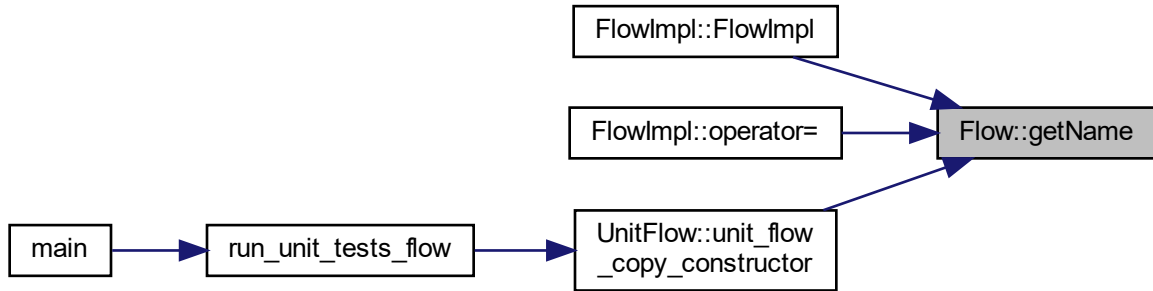 FlowImpl::FlowImpl
FlowImpl::operator=
Flow::getName
main
run_unit_tests_flow
UnitFlow::unit_flow
_copy_constructor